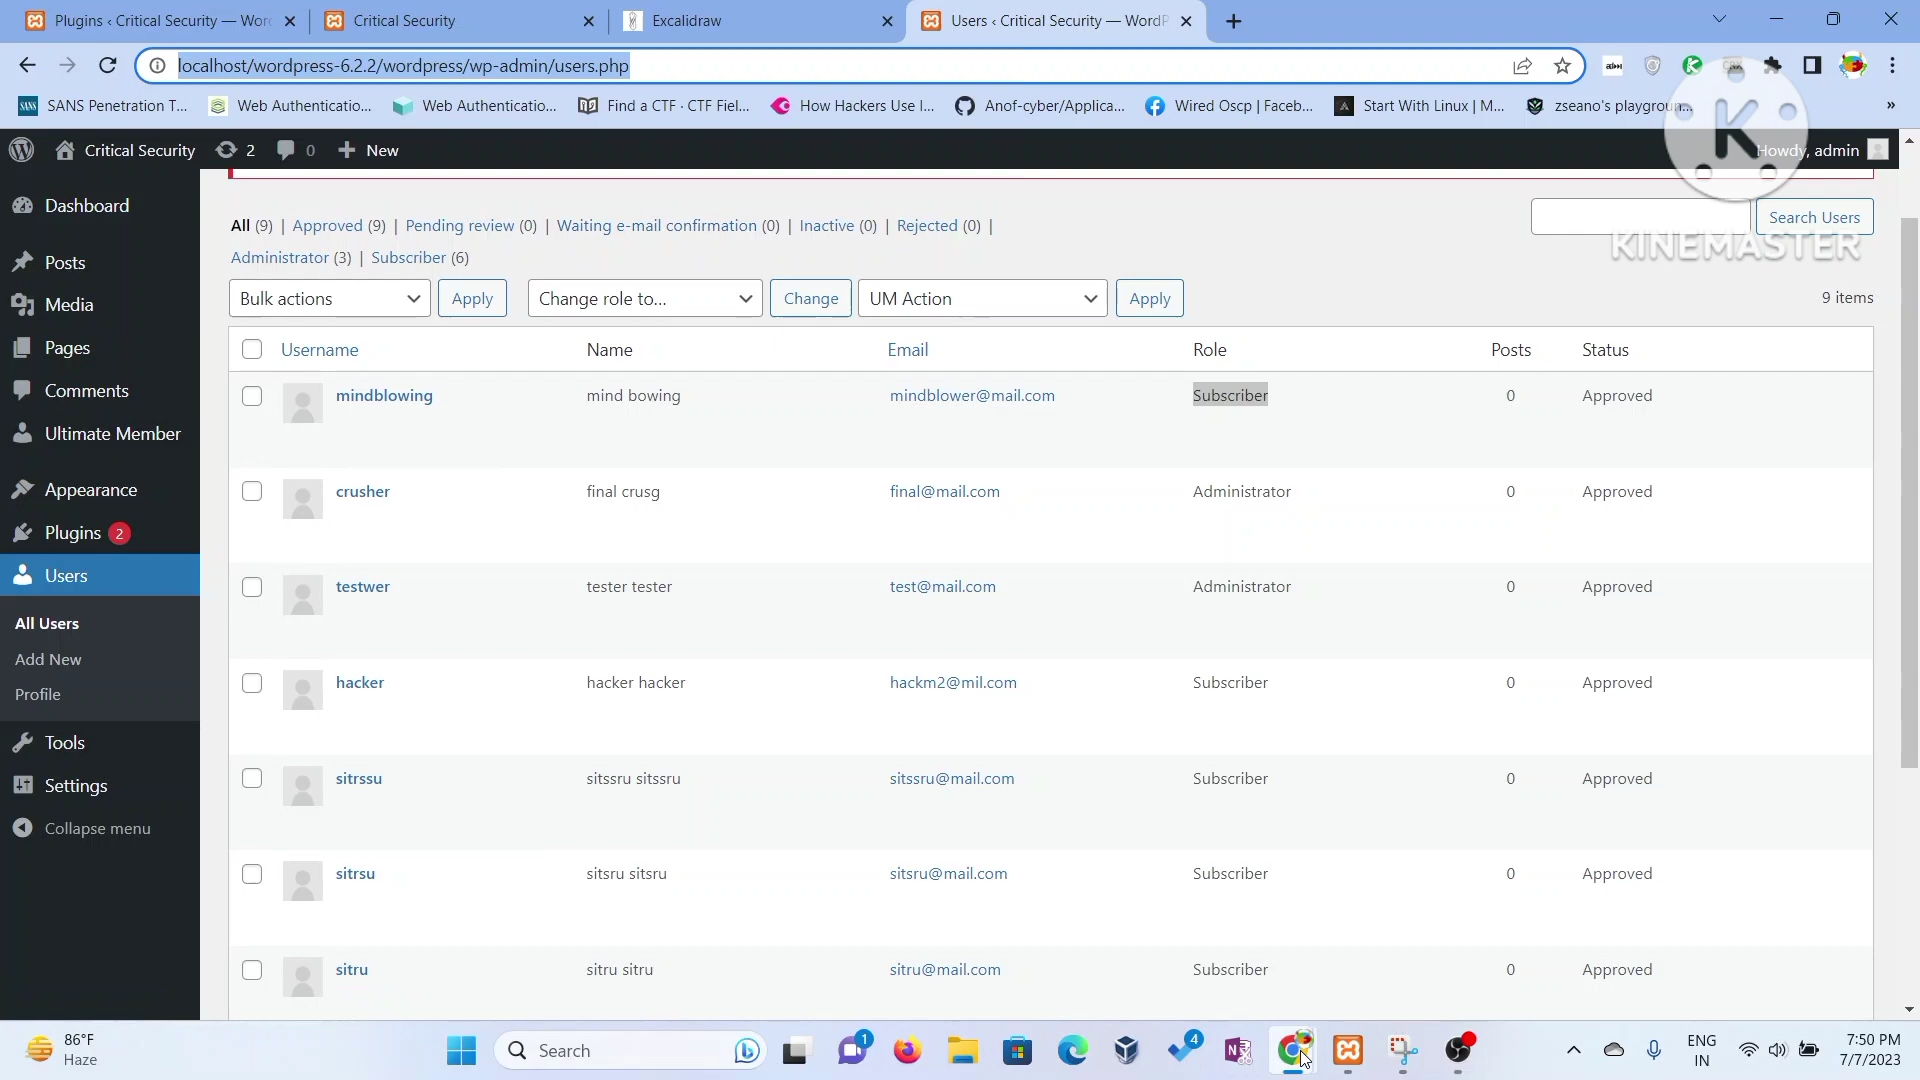 Plugins ‹ Critical Security — Word
Critical Security
Excalidraw
Users ‹ Critical Security — WordP
localhost/wordpress-6.2.2/wordpress/wp-admin/users.php
SANS Penetration T...
Web Authenticatio...
Web Authenticatio...
Find a CTF · CTF Fiel...
How Hackers Use I...
Anof-cyber/Applica...
Wired Oscp | Faceb...
Start With Linux | M...
zseano's playgroun...
»
Critical Security
2
0
New
Howdy, admin
K
KINEMASTER
Dashboard
Posts
Media
Pages
Comments
Ultimate Member
Appearance
Plugins 2
Users
All Users
Add New
Profile
Tools
Settings
Collapse menu
All (9) | Approved (9) | Pending review (0) | Waiting e-mail confirmation (0) | Inactive (0) | Rejected (0) |
Administrator (3) | Subscriber (6)
Search Users
Bulk actions Apply Change role to... Change UM Action Apply
9 items
Username Name Email Role Posts Status
mindblowing mind bowing mindblower@mail.com Subscriber 0 Approved
crusher final crusg final@mail.com Administrator 0 Approved
testwer tester tester test@mail.com Administrator 0 Approved
hacker hacker hacker hackm2@mil.com Subscriber 0 Approved
sitrssu sitssru sitssru sitssru@mail.com Subscriber 0 Approved
sitrsu sitsru sitsru sitsru@mail.com Subscriber 0 Approved
sitru sitru sitru sitru@mail.com Subscriber 0 Approved
86°F
Haze
Search
1
4
ENG
IN
7:50 PM
7/7/2023